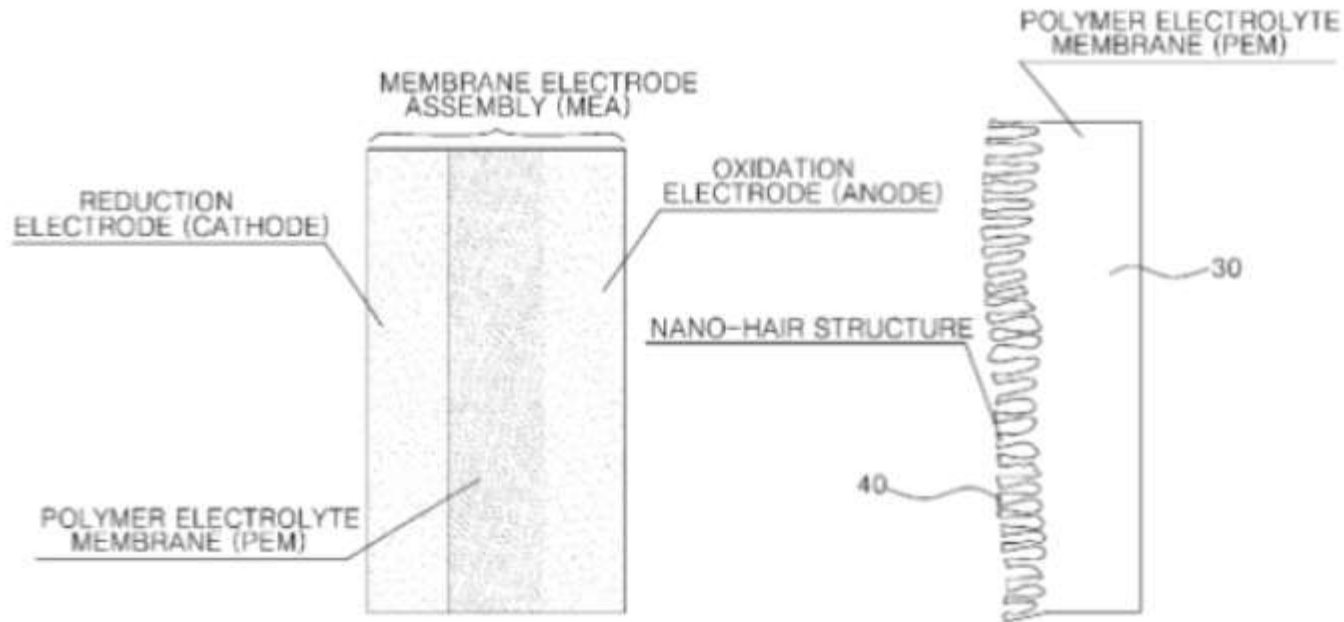 POLYMER ELECTROLYTE
MEMBRANE (PEM)
MEMBRANE ELECTRODE
ASSEMBLY (MEA)
OXIDATION
ELECTRODE (ANODE)
REDUCTION
ELECTRODE (CATHODE)
30
NANO-HAIR STRUCTURE
40
POLYMER ELECTROLYTE
MEMBRANE (PEM)